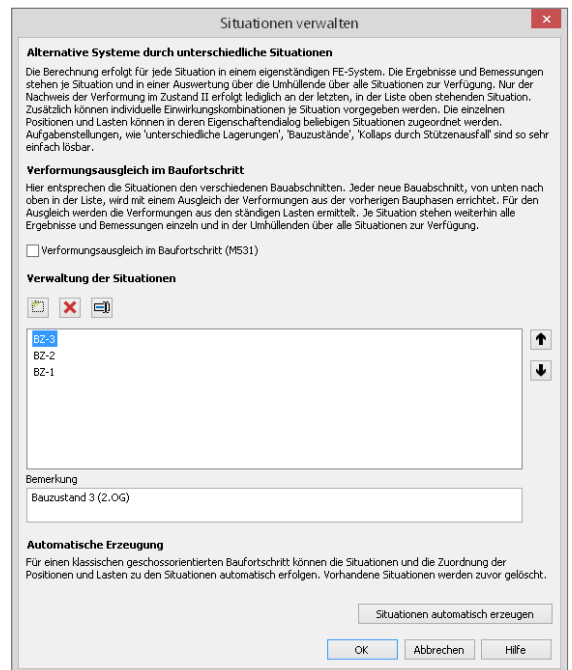 Situationen verwalten
Alternative Systeme durch unterschiedliche Situationen
Die Berechnung erfolgt für jede Situation in einem eigenständigen FE-System. Die Ergebnisse und Bemessungen
stehen je Situation und in einer Auswertung über die Umhüllende über alle Situationen zur Verfügung. Nur der
Nachweis der Verformung im Zustand II erfolgt lediglich an der letzten, in der Liste oben stehenden Situation.
Zusätzlich können individuelle Einwirkungskombinationen je Situation vorgegeben werden. Die einzelnen
Positionen und Lasten können in deren Eigenschaftendialog beliebigen Situationen zugeordnet werden.
Aufgabenstellungen, wie 'unterschiedliche Lagerungen', 'Bauzustände', 'Kollaps durch Stützenausfall' sind so sehr
einfach lösbar.
Verformungsausgleich im Baufortschritt
Hier entsprechen die Situationen den verschiedenen Bauabschnitten. Jeder neue Bauabschnitt, von unten nach
oben in der Liste, wird mit einem Ausgleich der Verformungen aus der vorherigen Bauphasen errichtet. Für den
Ausgleich werden die Verformungen aus den ständigen Lasten ermittelt. Je Situation stehen weiterhin alle
Ergebnisse und Bemessungen einzeln und in der Umhüllenden über alle Situationen zur Verfügung.
Verformungsausgleich im Baufortschritt (M531)
Verwaltung der Situationen
BZ-3
BZ-2
BZ-1
Bemerkung
Bauzustand 3 (2.OG)
Automatische Erzeugung
Für einen klassischen geschossorientierten Baufortschritt können die Situationen und die Zuordnung der
Positionen und Lasten zu den Situationen automatisch erfolgen. Vorhandene Situationen werden zuvor gelöscht.
Situationen automatisch erzeugen
OK Abbrechen Hilfe